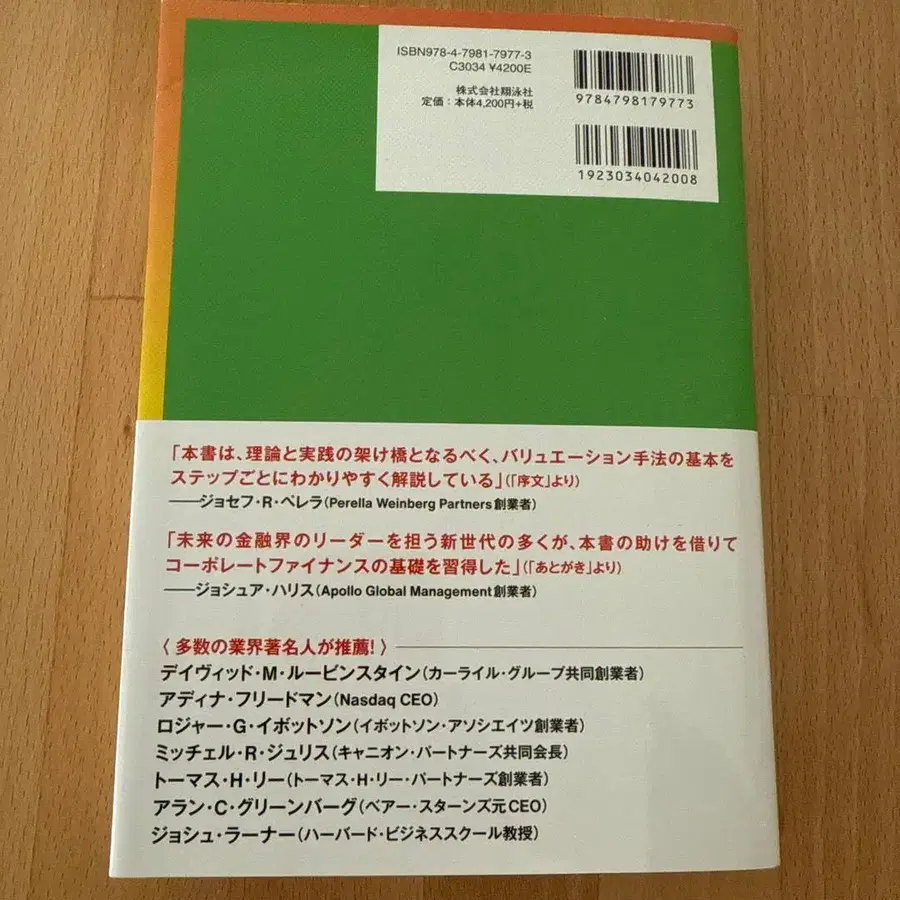 ISBN978-4-7981-7977-3
C3034 ¥4200E
株式会社翔泳社
定価：本体4,200円+税
9784798179773
1923034042008
「本書は、理論と実践の架け橋となるべく、バリュエーション手法の基本を
ステップごとにわかりやすく解説している」(「序文」より)
──ジョセフ・R・ペレラ(Perella Weinberg Partners創業者)
「未来の金融界のリーダーを担う新世代の多くが、本書の助けを借りて
コーポレートファイナンスの基礎を習得した」(「あとがき」より)
──ジョシュア・ハリス(Apollo Global Management創業者)
〈 多数の業界著名人が推薦! 〉
デイヴィッド・M・ルービンスタイン(カーライル・グループ共同創業者)
アディナ・フリードマン(Nasdaq CEO)
ロジャー・G・イボットソン(イボットソン・アソシエイツ創業者)
ミッチェル・R・ジュリス(キャニオン・パートナーズ共同会長)
トーマス・H・リー(トーマス・H・リー・パートナーズ創業者)
アラン・C・グリーンバーグ(ベアー・スターンズ元CEO)
ジョシュ・ラーナー(ハーバード・ビジネススクール教授)